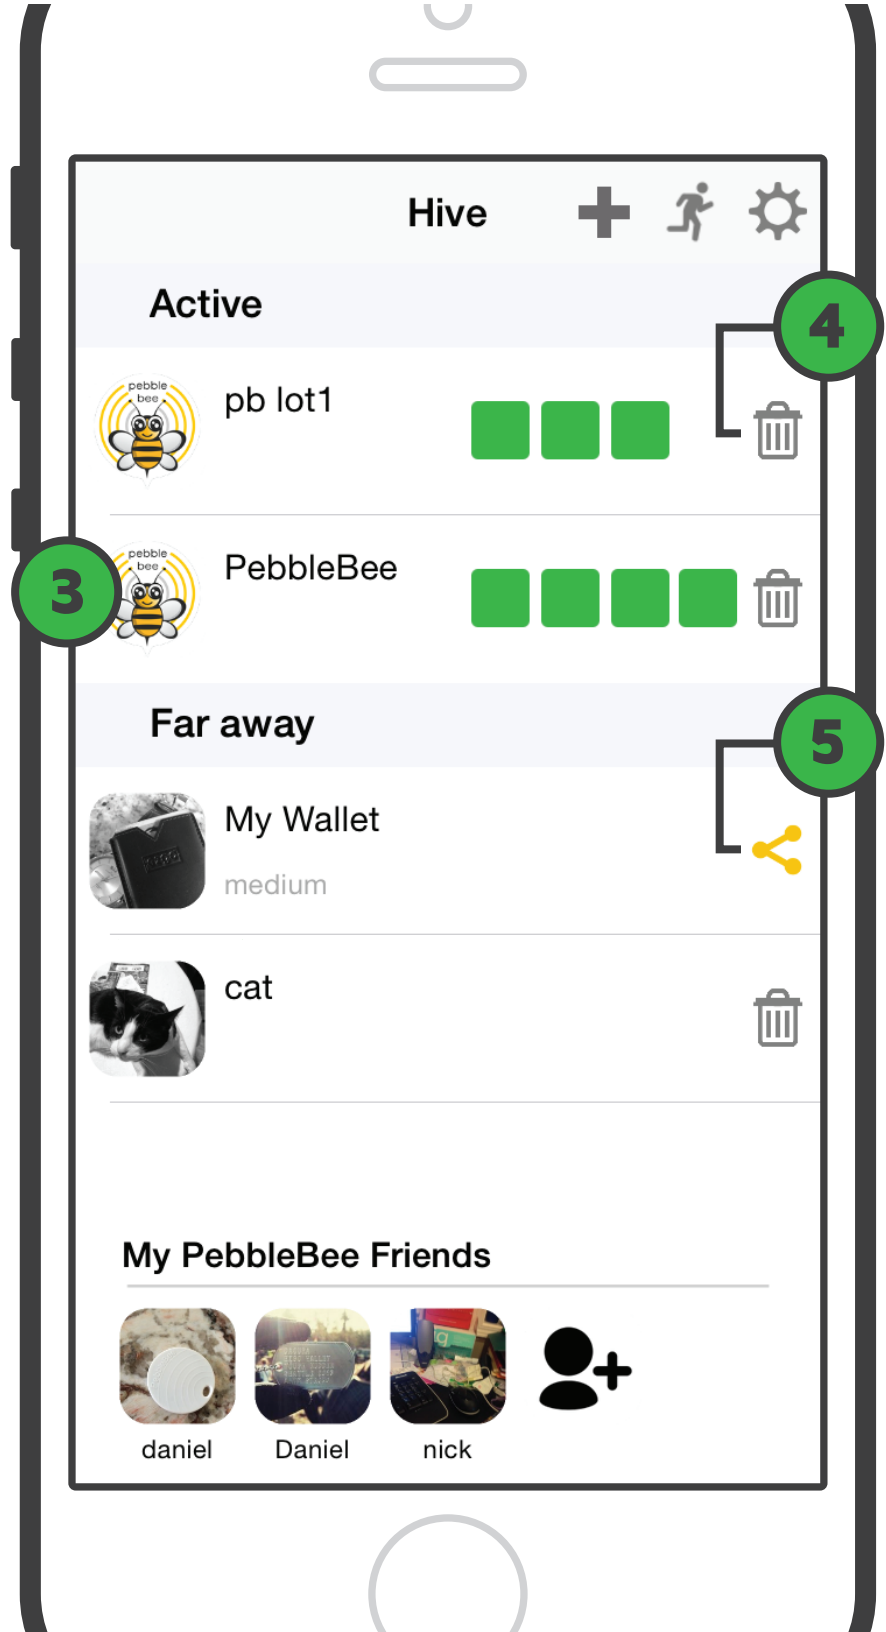 Hive
Active
4
pebble
bee
pb lot1
3
pebble
bee
PebbleBee
Far away
5
My Wallet
medium
cat
My PebbleBee Friends
daniel
Daniel
nick